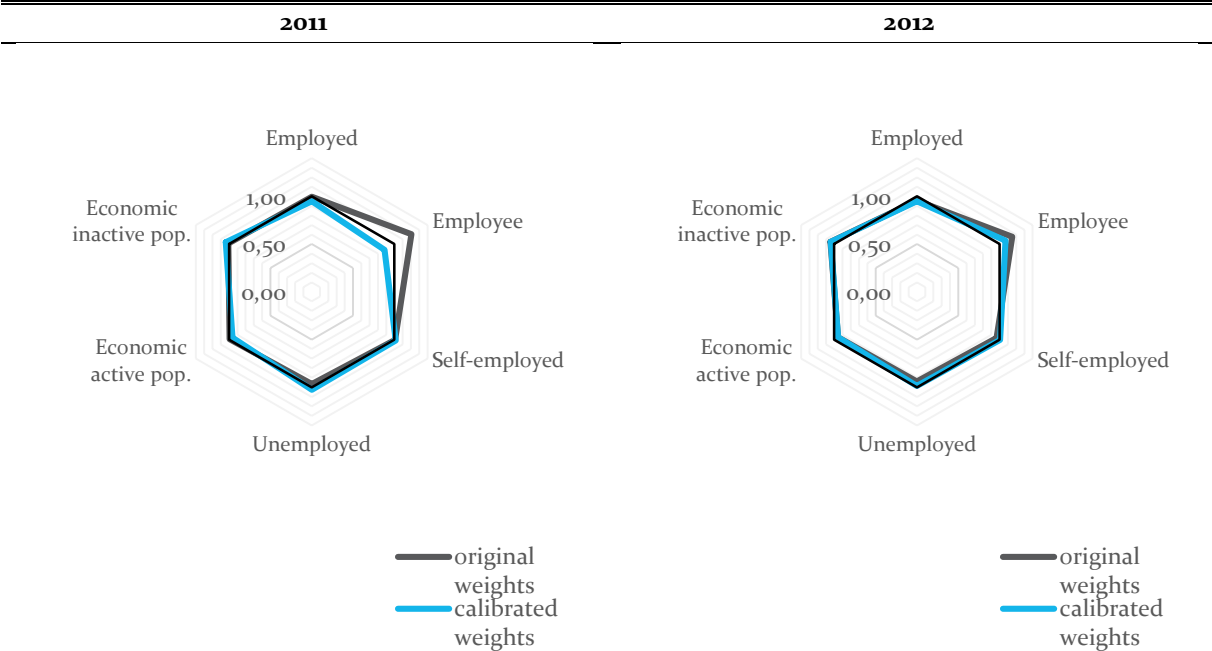 2011
2012
Employed
Employee
Self-employed
Unemployed
Economic
active pop.
Economic
inactive pop.
1,00
0,50
0,00
original
weights
calibrated
weights
Employed
Employee
Self-employed
Unemployed
Economic
active pop.
Economic
inactive pop.
1,00
0,50
0,00
original
weights
calibrated
weights